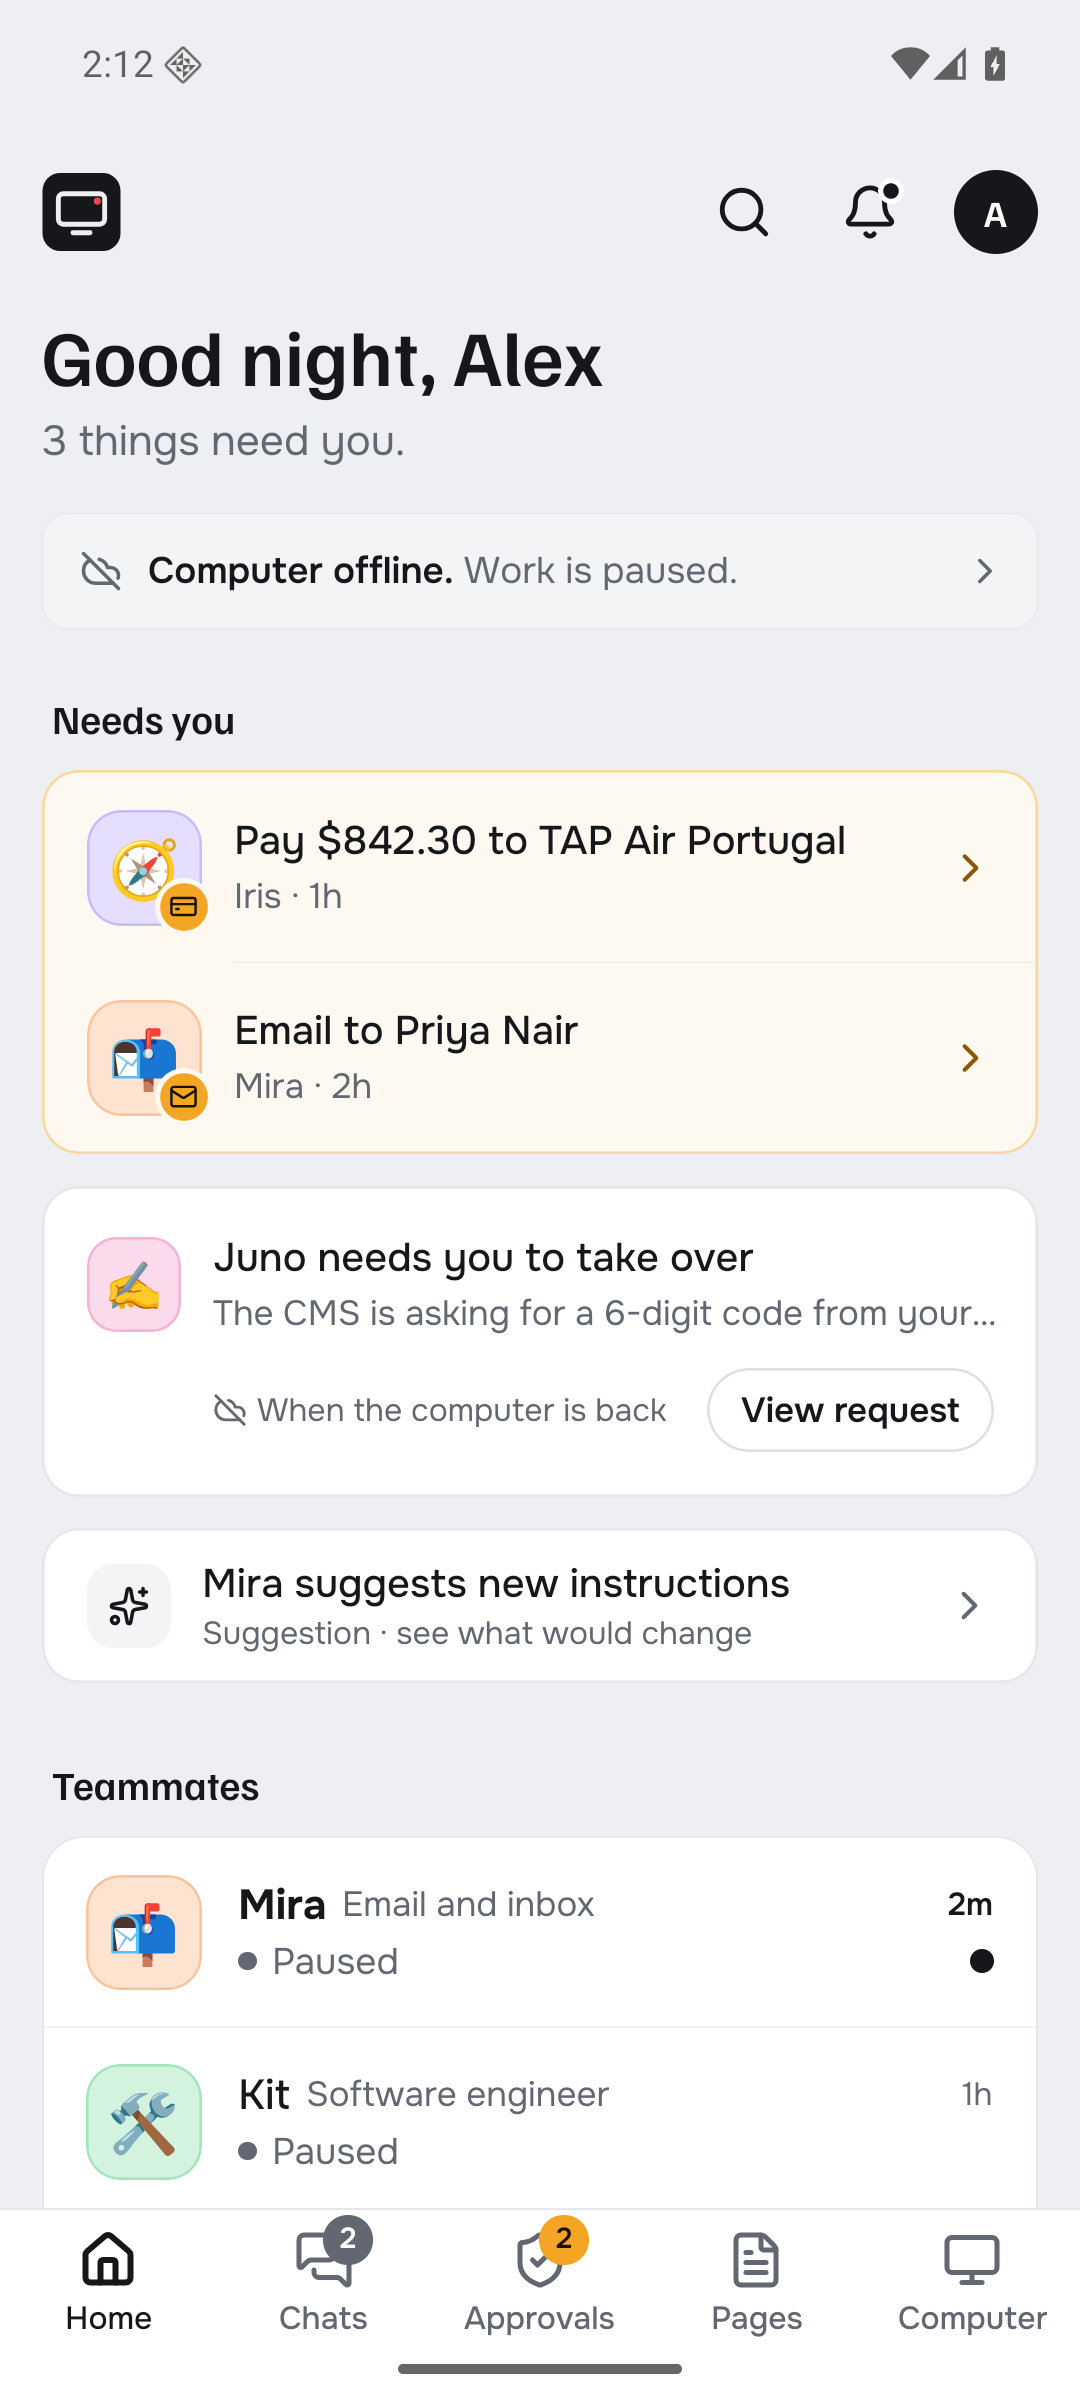 2:12
A
Good night, Alex
3 things need you.
Computer offline. Work is paused.
Needs you
Pay $842.30 to TAP Air Portugal
Iris · 1h
Email to Priya Nair
Mira · 2h
Juno needs you to take over
The CMS is asking for a 6-digit code from your...
When the computer is back
View request
Mira suggests new instructions
Suggestion · see what would change
Teammates
Mira Email and inbox 2m
Paused
Kit Software engineer 1h
Paused
2 2
Home Chats Approvals Pages Computer